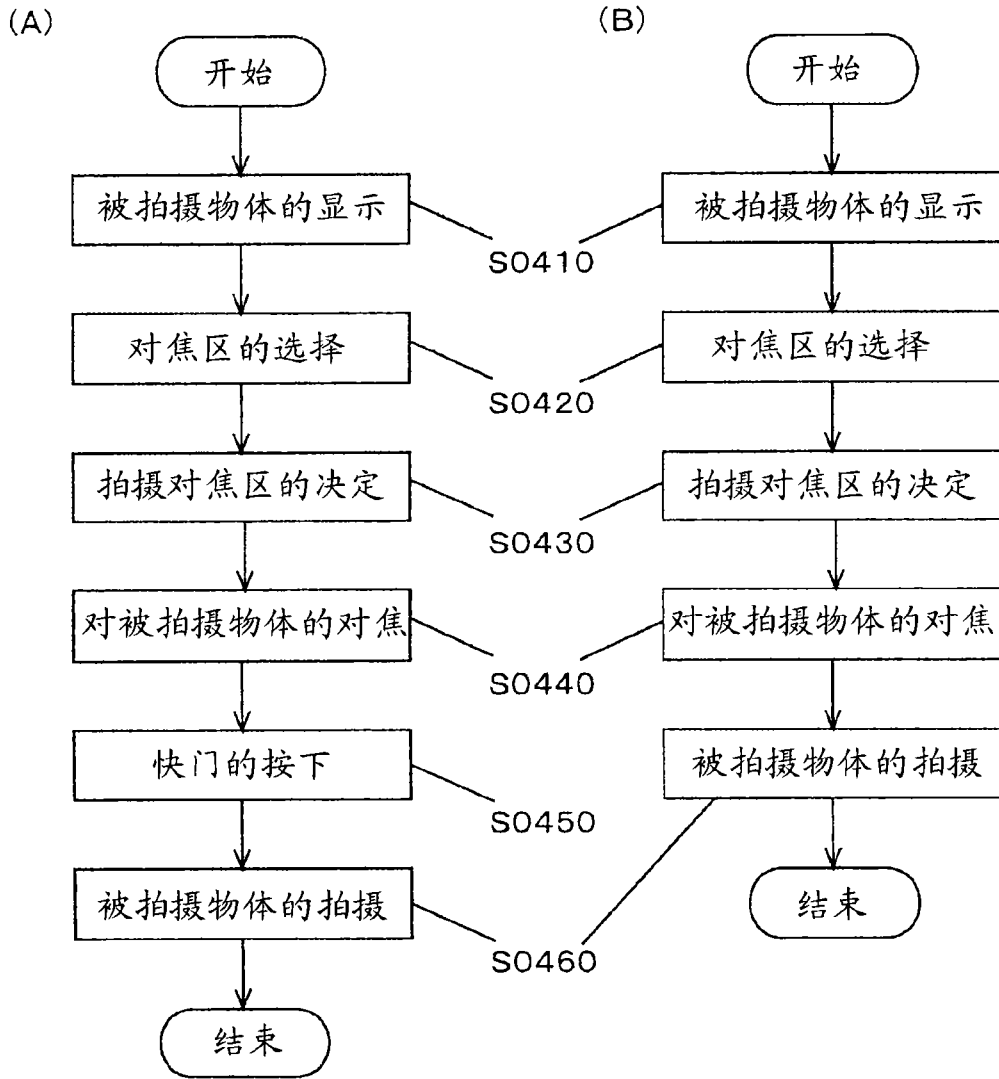 (A)
开始
被拍摄物体的显示
对焦区的选择
拍摄对焦区的决定
对被拍摄物体的对焦
快门的按下
被拍摄物体的拍摄
结束
S0410
S0420
S0430
S0440
S0450
S0460
(B)
开始
被拍摄物体的显示
对焦区的选择
拍摄对焦区的决定
对被拍摄物体的对焦
被拍摄物体的拍摄
结束